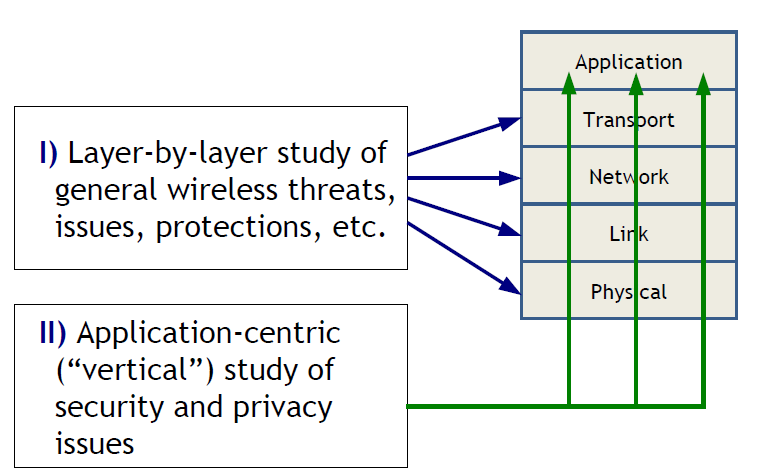 I) Layer-by-layer study of
general wireless threats,
issues, protections, etc.
II) Application-centric
(“vertical”) study of
security and privacy
issues
Application
Transport
Network
Link
Physical